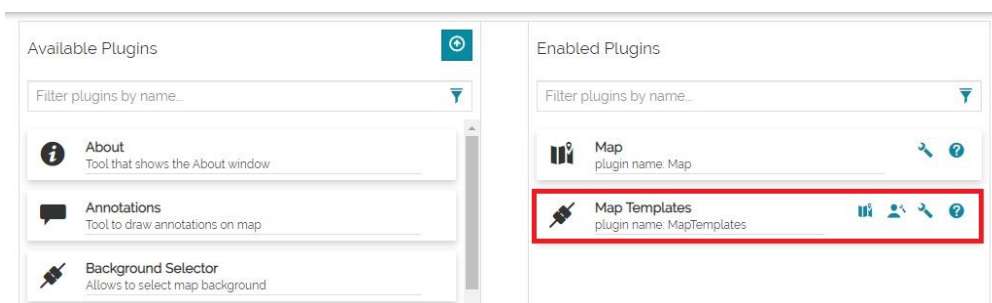 Available Plugins
Filter plugins by name...
About
Tool that shows the About window
Annotations
Tool to draw annotations on map
Background Selector
Allows to select map background
Enabled Plugins
Filter plugins by name...
Map
plugin name: Map
Map Templates
plugin name: MapTemplates